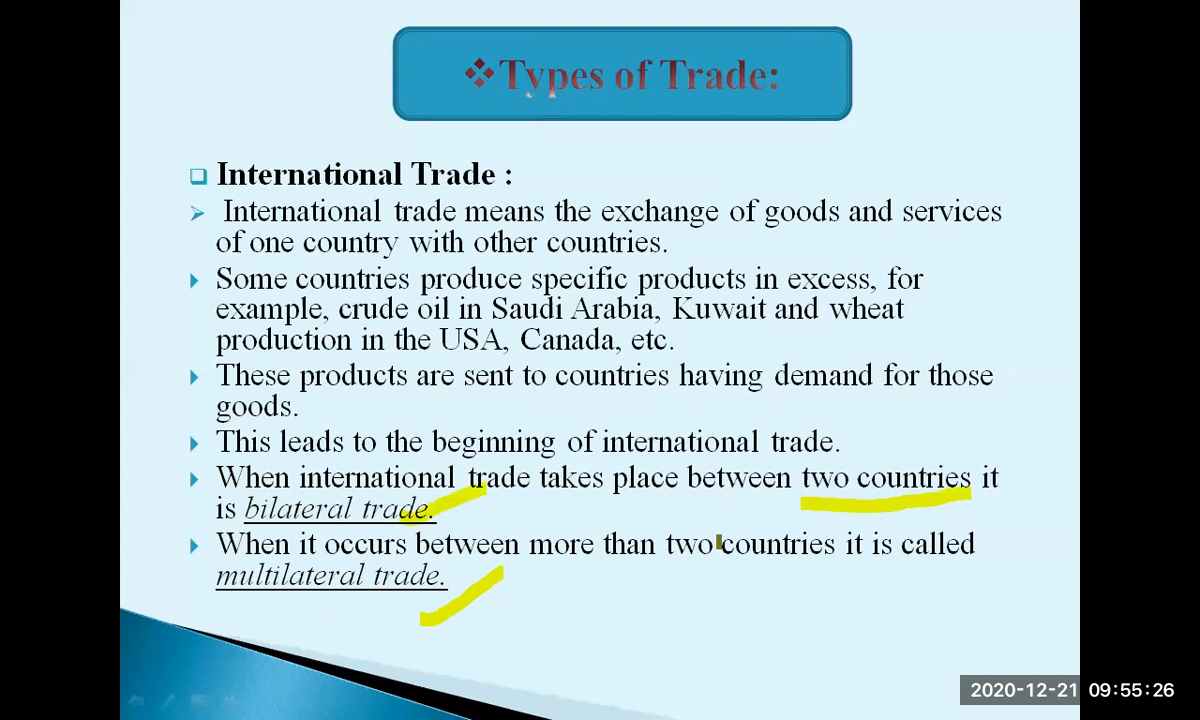 ❖Types of Trade:
❑ International Trade :
➢ International trade means the exchange of goods and services
of one country with other countries.
Some countries produce specific products in excess, for
example, crude oil in Saudi Arabia, Kuwait and wheat
production in the USA, Canada, etc.
These products are sent to countries having demand for those
goods.
This leads to the beginning of international trade.
When international trade takes place between two countries it
is bilateral trade.
When it occurs between more than two countries it is called
multilateral trade.
2020-12-21 09:55:26